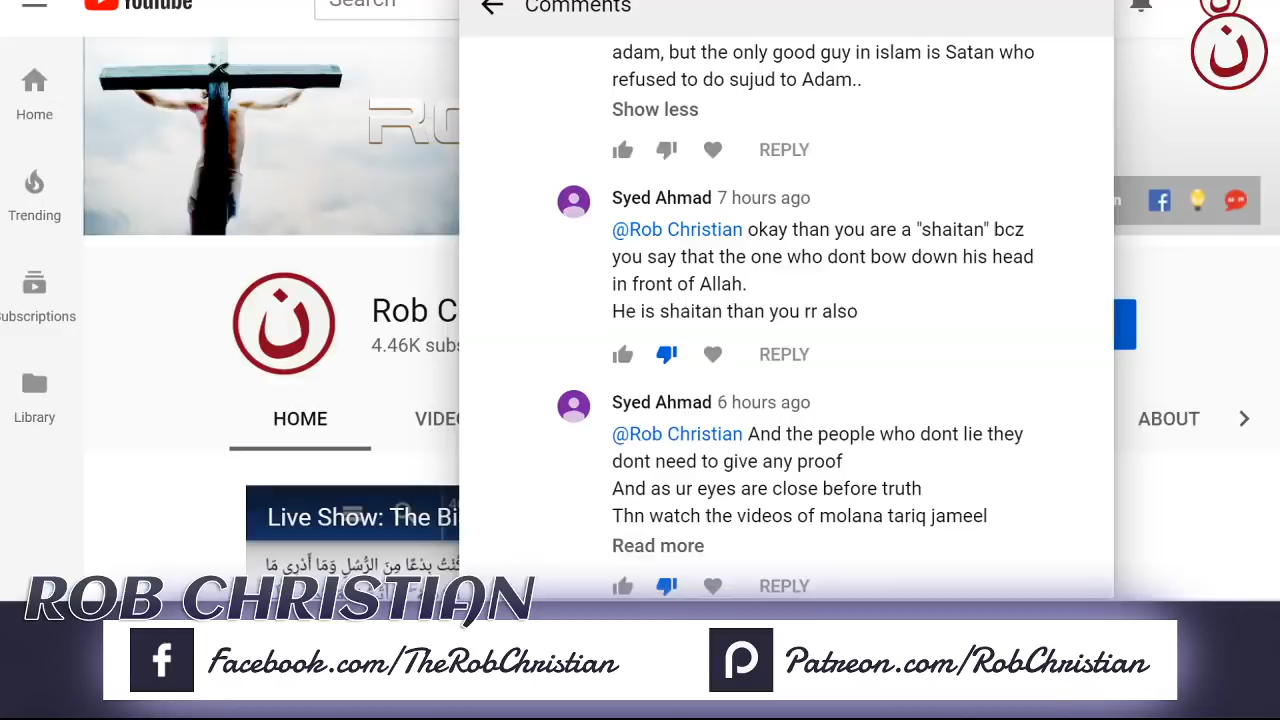 YouTube
Search
Comments
Home
Trending
Subscriptions
Library
ن
ن
Rob C
4.46K subs
HOME
VIDEO
ABOUT
Live Show: The Bi
بِدْعًا مِنَ الرُّسُلِ وَمَا أَدْرِى مَا
adam, but the only good guy in islam is Satan who
refused to do sujud to Adam..
Show less
REPLY
Syed Ahmad 7 hours ago
@Rob Christian okay than you are a "shaitan" bcz
you say that the one who dont bow down his head
in front of Allah.
He is shaitan than you rr also
REPLY
Syed Ahmad 6 hours ago
@Rob Christian And the people who dont lie they
dont need to give any proof
And as ur eyes are close before truth
Thn watch the videos of molana tariq jameel
Read more
REPLY
ROB CHRISTIAN
Facebook.com/TheRobChristian
Patreon.com/RobChristian